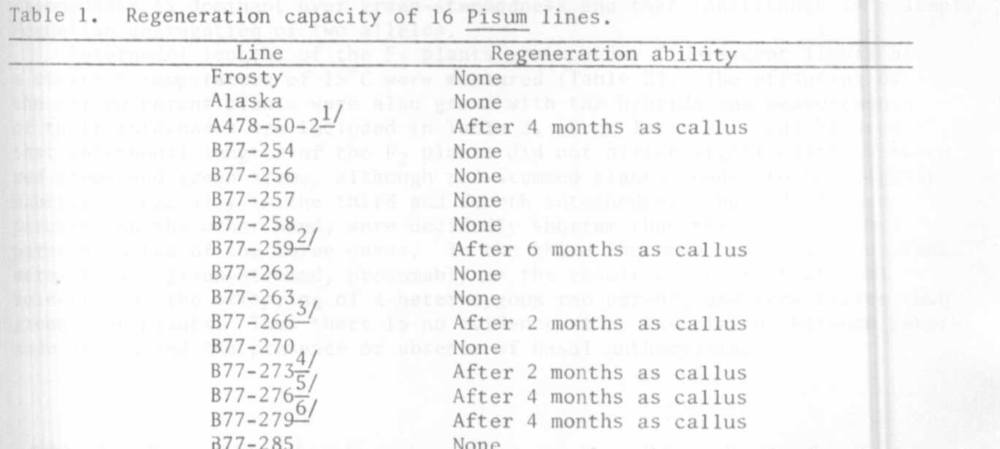 Table 1. Regeneration capacity of 16 Pisum lines.
Line Regeneration ability
Frosty None
Alaska None
A478-50-2 1/ After 4 months as callus
B77-254 None
B77-256 None
B77-257 None
B77-258 None
B77-259 2/ After 6 months as callus
B77-262 None
B77-263 None
B77-266 3/ After 2 months as callus
B77-270 None
B77-273 4/ After 2 months as callus
B77-276 5/ After 4 months as callus
B77-279 6/ After 4 months as callus
B77-285 None